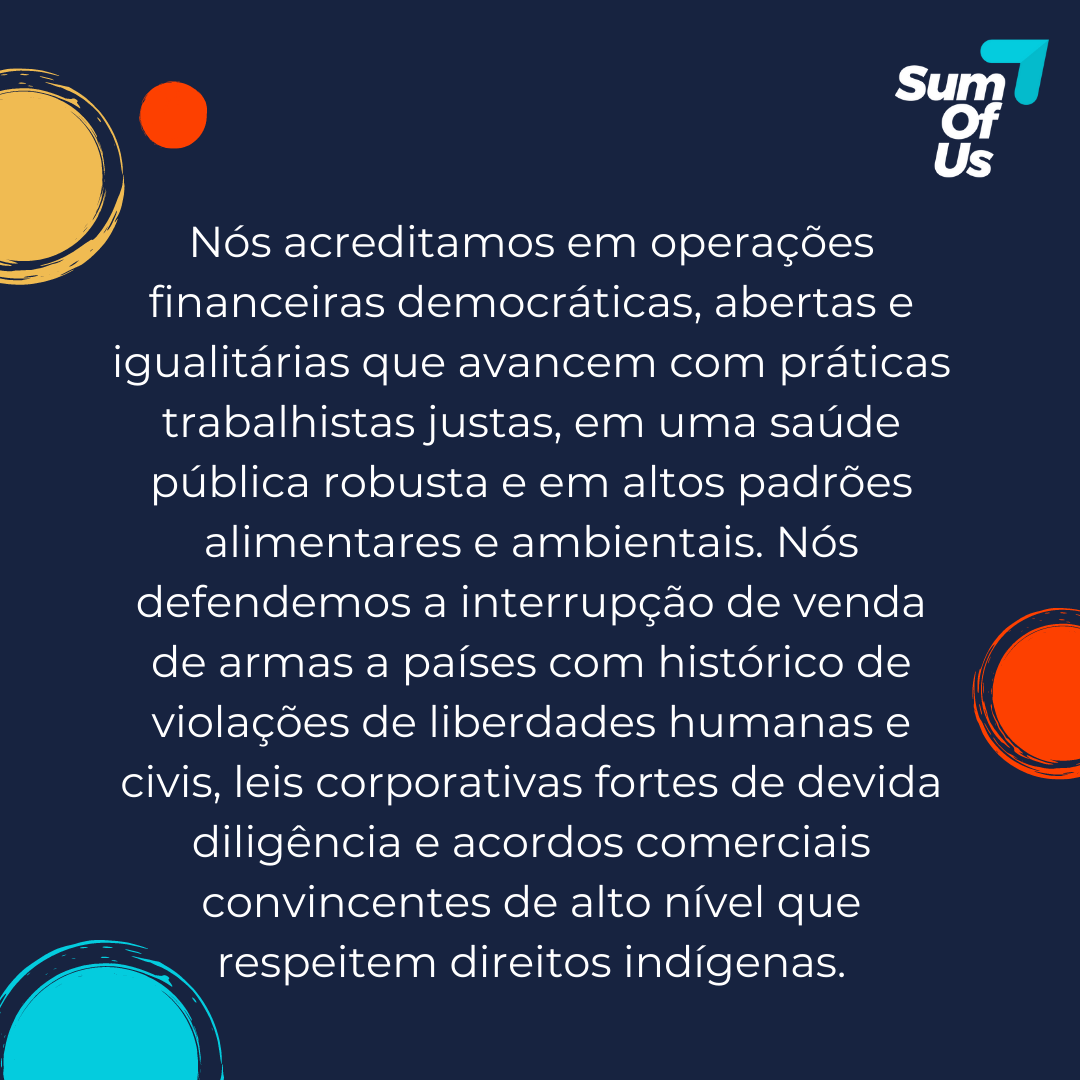 Sum
Of
Us
Nós acreditamos em operações
financeiras democráticas, abertas e
igualitárias que avancem com práticas
trabalhistas justas, em uma saúde
pública robusta e em altos padrões
alimentares e ambientais. Nós
defendemos a interrupção de venda
de armas a países com histórico de
violações de liberdades humanas e
civis, leis corporativas fortes de devida
diligência e acordos comerciais
convincentes de alto nível que
respeitem direitos indígenas.